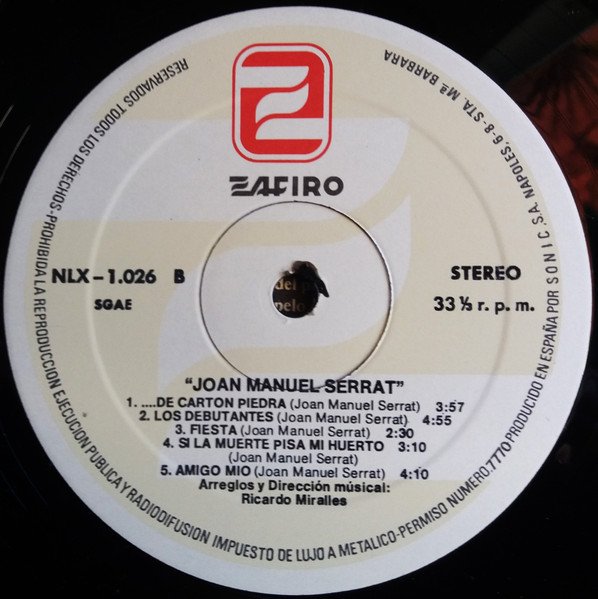 ZAFIRO
NLX-1.026 B
SGAE
STEREO
33 ⅓ r. p. m.
"JOAN MANUEL SERRAT"
1. ....DE CARTON PIEDRA (Joan Manuel Serrat) 3:57
2. LOS DEBUTANTES (Joan Manuel Serrat) 4:55
3. FIESTA (Joan Manuel Serrat) 2:30
4. SI LA MUERTE PISA MI HUERTO 3:10
(Joan Manuel Serrat)
5. AMIGO MIO (Joan Manuel Serrat) 4:10
Arreglos y Dirección músical:
Ricardo Miralles
RESERVADOS TODOS LOS DERECHOS-PROHIBIDA LA REPRODUCCION EJECUCION PUBLICA Y RADIODIFUSION IMPUESTO DE LUJO A METALICO-PERMISO NUMERO:7770 PRODUCIDO EN ESPAÑA POR SONIC, S.A. NAPOLES, 6-8-STA Mª BARBARA
del
pelo